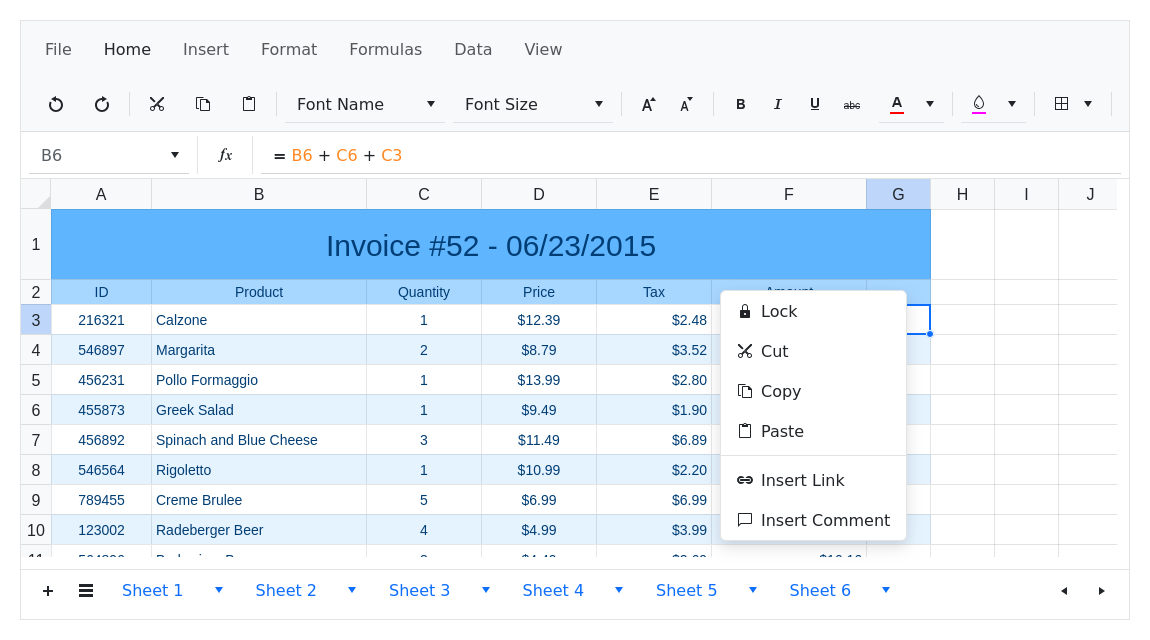 File Home Insert Format Formulas Data View
Font Name Font Size A A B I U abc A
B6 fx = B6 + C6 + C3
A B C D E F G H I J
1 Invoice #52 - 06/23/2015
2 ID Product Quantity Price Tax Amount
3 216321 Calzone 1 $12.39 $2.48
4 546897 Margarita 2 $8.79 $3.52
5 456231 Pollo Formaggio 1 $13.99 $2.80
6 455873 Greek Salad 1 $9.49 $1.90
7 456892 Spinach and Blue Cheese 3 $11.49 $6.89
8 546564 Rigoletto 1 $10.99 $2.20
9 789455 Creme Brulee 5 $6.99 $6.99
10 123002 Radeberger Beer 4 $4.99 $3.99
11
Lock
Cut
Copy
Paste
Insert Link
Insert Comment
Sheet 1 Sheet 2 Sheet 3 Sheet 4 Sheet 5 Sheet 6